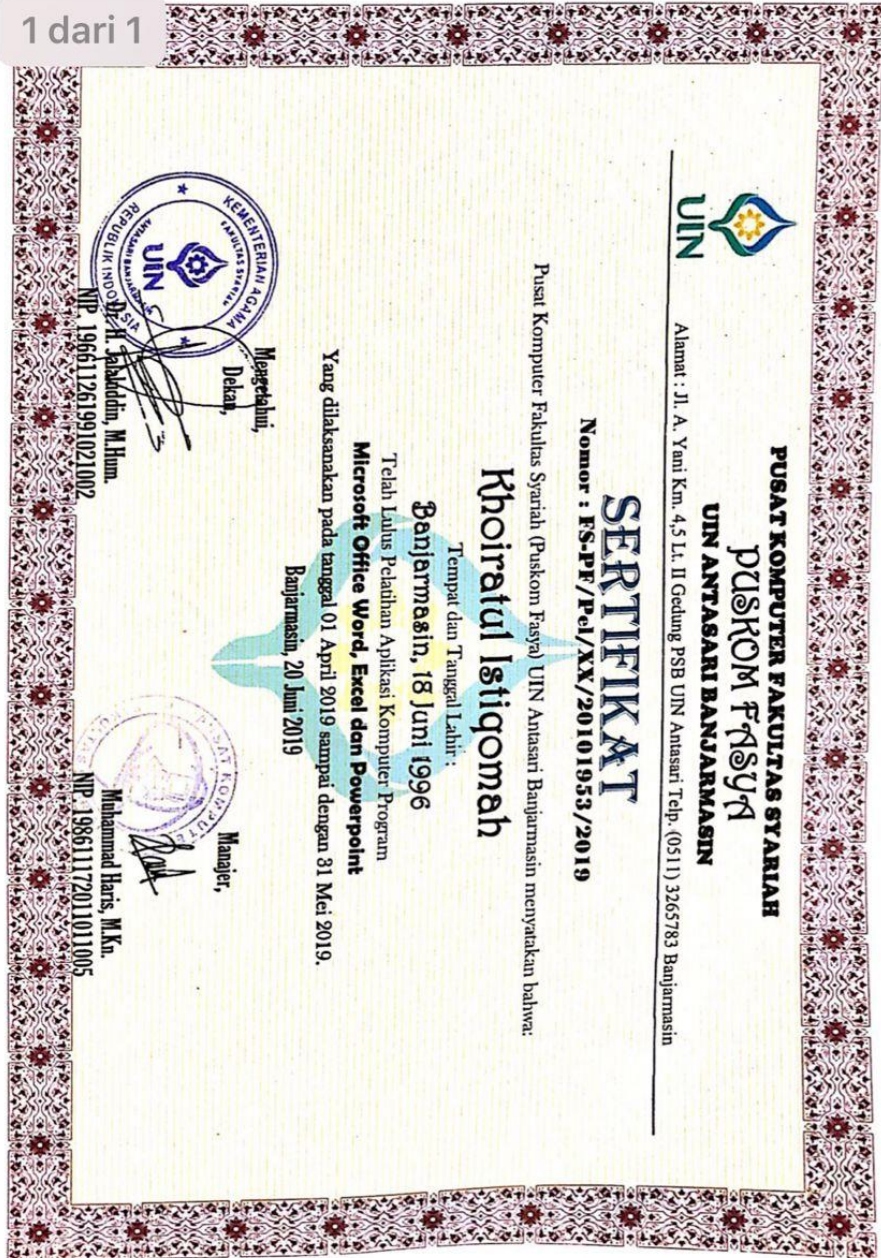 1 dari 1
PUSAT KOMPUTER FAKULTAS SYARIAH
PUSKOM FASYA
UIN ANTASARI BANJARMASIN
UIN
Alamat : Jl. A. Yani Km. 4,5 Lt. II Gedung PSB UIN Antasari Telp. (0511) 3265783 Banjarmasin
SERTIFIKAT
Nomor : FS-PF/Pel/XX/20101953/2019
Pusat Komputer Fakultas Syariah (Puskom Fasya) UIN Antasari Banjarmasin menyatakan bahwa:
Khoiratul Istiqomah
Tempat dan Tanggal Lahir :
Banjarmasin, 18 Juni 1996
Telah Lulus Pelatihan Aplikasi Komputer Program
Microsoft Office Word, Excel dan Powerpoint
Yang dilaksanakan pada tanggal 01 April 2019 sampai dengan 31 Mei 2019.
Banjarmasin, 20 Juni 2019
Mengetahui,
Dekan,
KEMENTERIAN AGAMA
FAKULTAS SYARIAH
UIN
ANTASARI BANJARMASIN
REPUBLIK INDONESIA
Dr. H. Jalaluddin, M.Hum.
NIP. 196611261991021002
Manajer,
PUSAT KOMPUTER
Muhammad Haris, M.Kn.
NIP. 198611172011011005